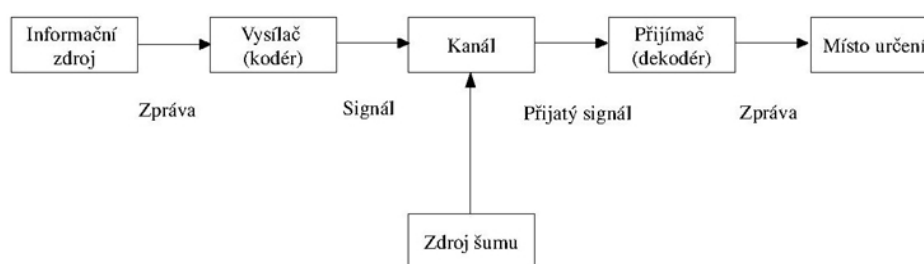 Informační
zdroj
Vysílač
(kodér)
Kanál
Přijímač
(dekodér)
Místo určení
Zpráva
Signál
Přijatý signál
Zpráva
Zdroj šumu